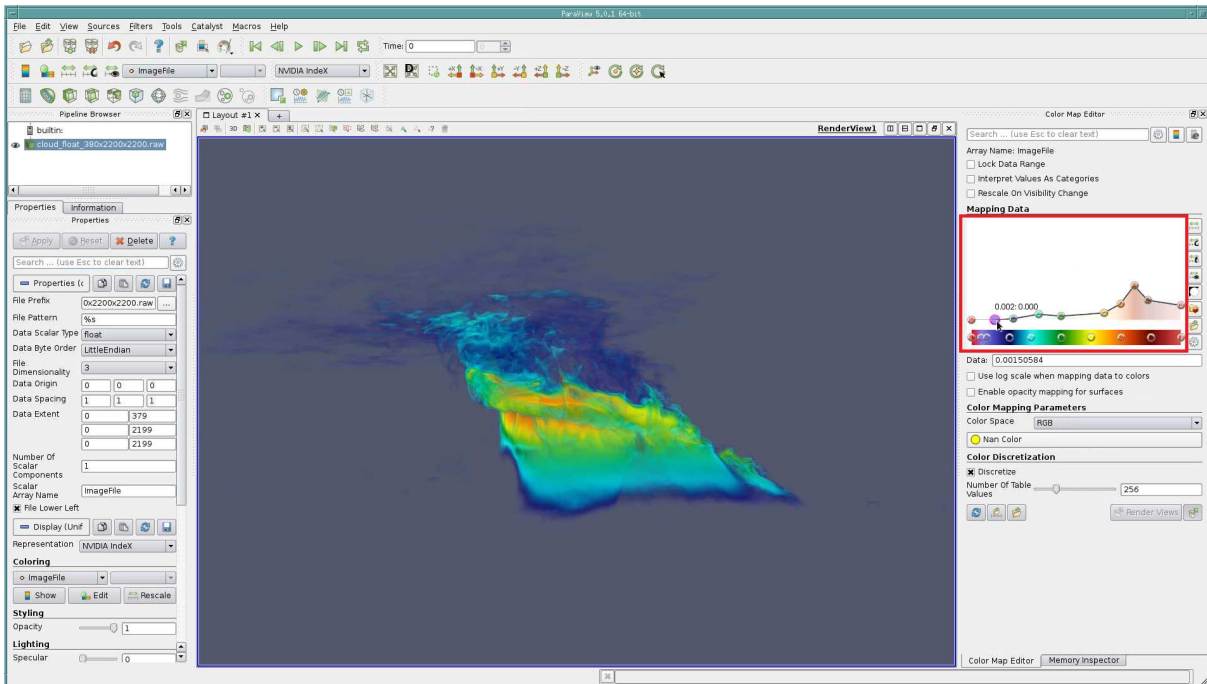 ParaView 5.0.1 64-bit
File Edit View Sources Filters Tools Catalyst Macros Help
Time: 0 0
ImageFile NVIDIA IndeX
Pipeline Browser
builtin:
cloud_float_380x2200x2200.raw
Properties Information
Properties
Apply Reset Delete ?
Search ... (use Esc to clear text)
Properties (c
File Prefix 0x2200x2200.raw ...
File Pattern %s
Data Scalar Type float
Data Byte Order LittleEndian
File
Dimensionality 3
Data Origin 0 0 0
Data Spacing 1 1 1
Data Extent 0 379
0 2199
0 2199
Number Of
Scalar
Components 1
Scalar
Array Name ImageFile
File Lower Left
Display (Unif
Representation NVIDIA IndeX
Coloring
ImageFile
Show Edit Rescale
Styling
Opacity 1
Lighting
Specular 0
Layout #1 × +
3D
RenderView1
Color Map Editor
Search ... (use Esc to clear text)
Array Name: ImageFile
Lock Data Range
Interpret Values As Categories
Rescale On Visibility Change
Mapping Data
0.002: 0.000
Data: 0.00150584
Use log scale when mapping data to colors
Enable opacity mapping for surfaces
Color Mapping Parameters
Color Space RGB
Nan Color
Color Discretization
Discretize
Number Of Table
Values 256
Render Views
Color Map Editor Memory Inspector